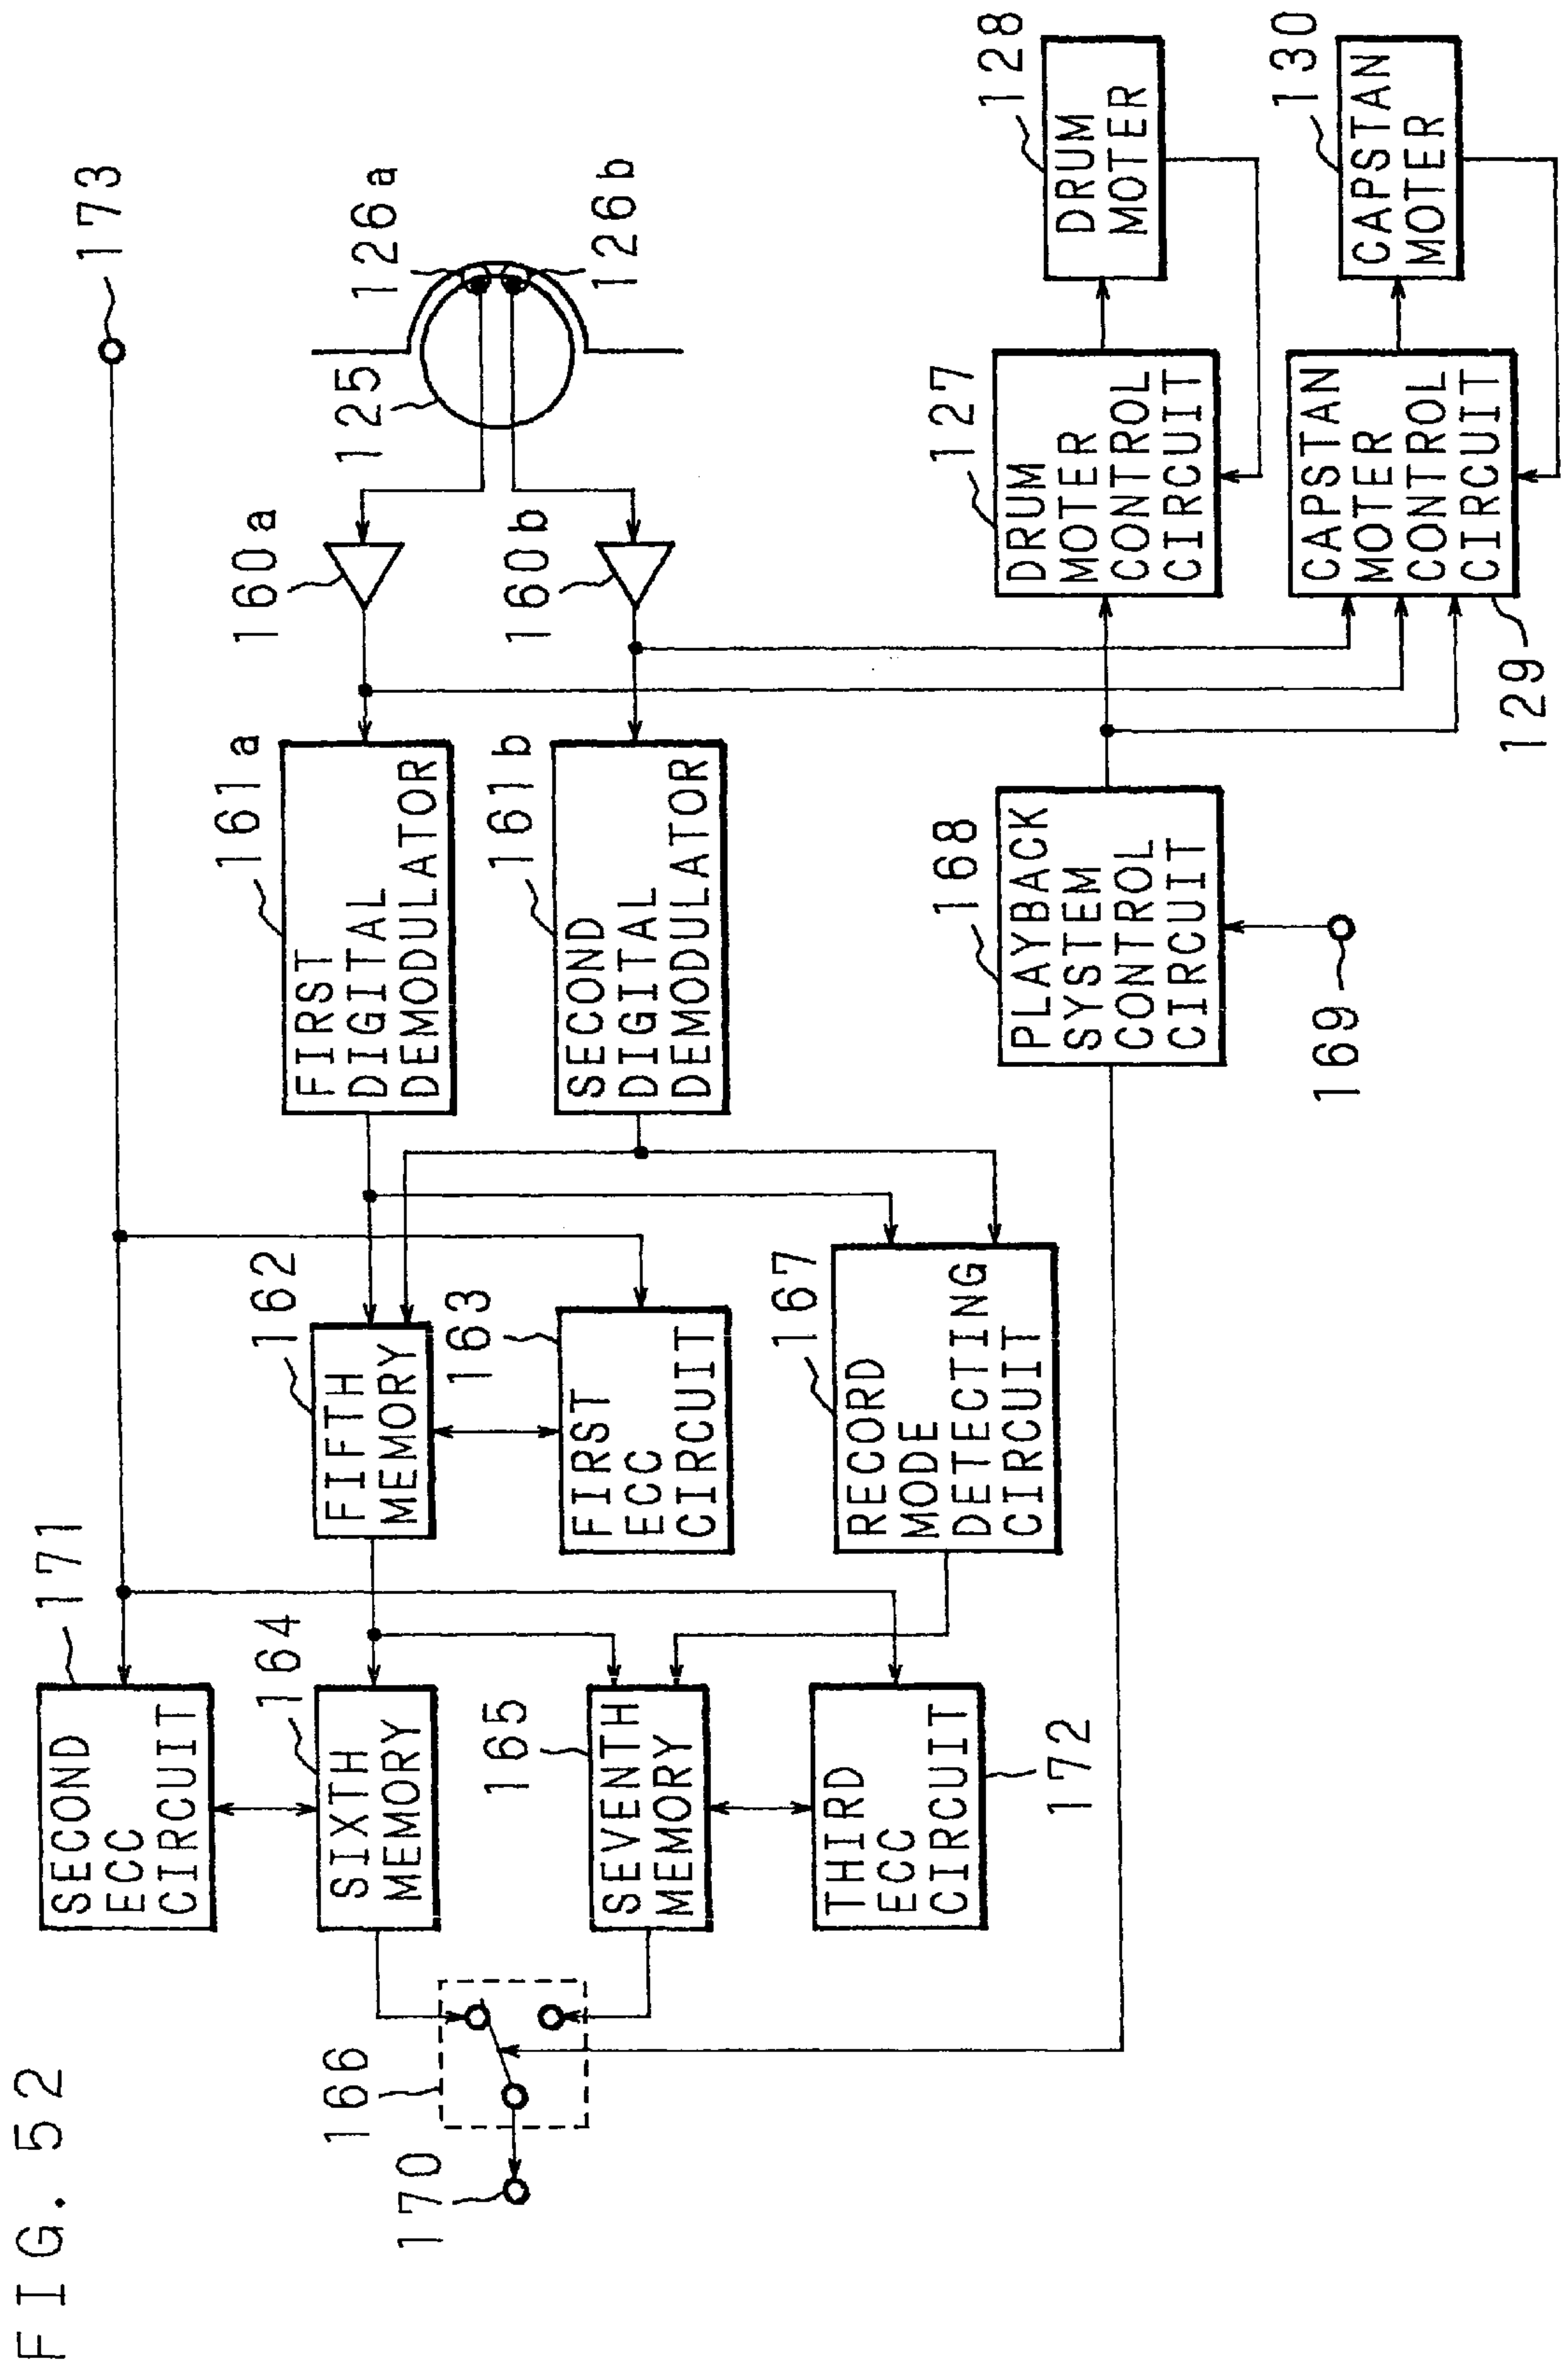 FIG. 52
173
171
SECOND
ECC
CIRCUIT
170
166
164
SIXTH
MEMORY
162
FIFTH
MEMORY
161a
FIRST
DIGITAL
DEMODULATOR
160a
125
126a
126b
165
SEVENTH
MEMORY
163
FIRST
ECC
CIRCUIT
161b
SECOND
DIGITAL
DEMODULATOR
160b
THIRD
ECC
CIRCUIT
172
167
RECORD
MODE
DETECTING
CIRCUIT
168
PLAYBACK
SYSTEM
CONTROL
CIRCUIT
169
127
DRUM
MOTER
CONTROL
CIRCUIT
128
DRUM
MOTER
CAPSTAN
MOTER
CONTROL
CIRCUIT
129
130
CAPSTAN
MOTER